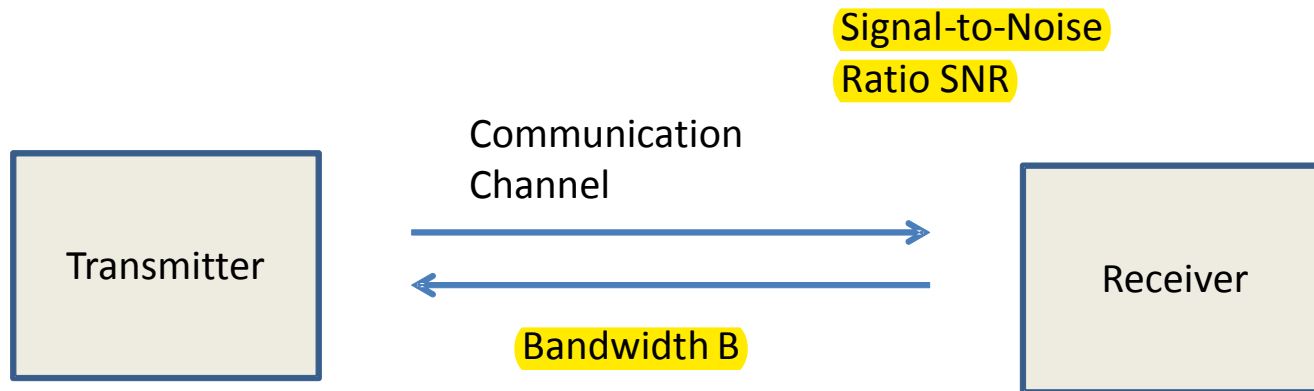 Signal-to-Noise
Ratio SNR
Communication
Channel
Transmitter
Receiver
Bandwidth B